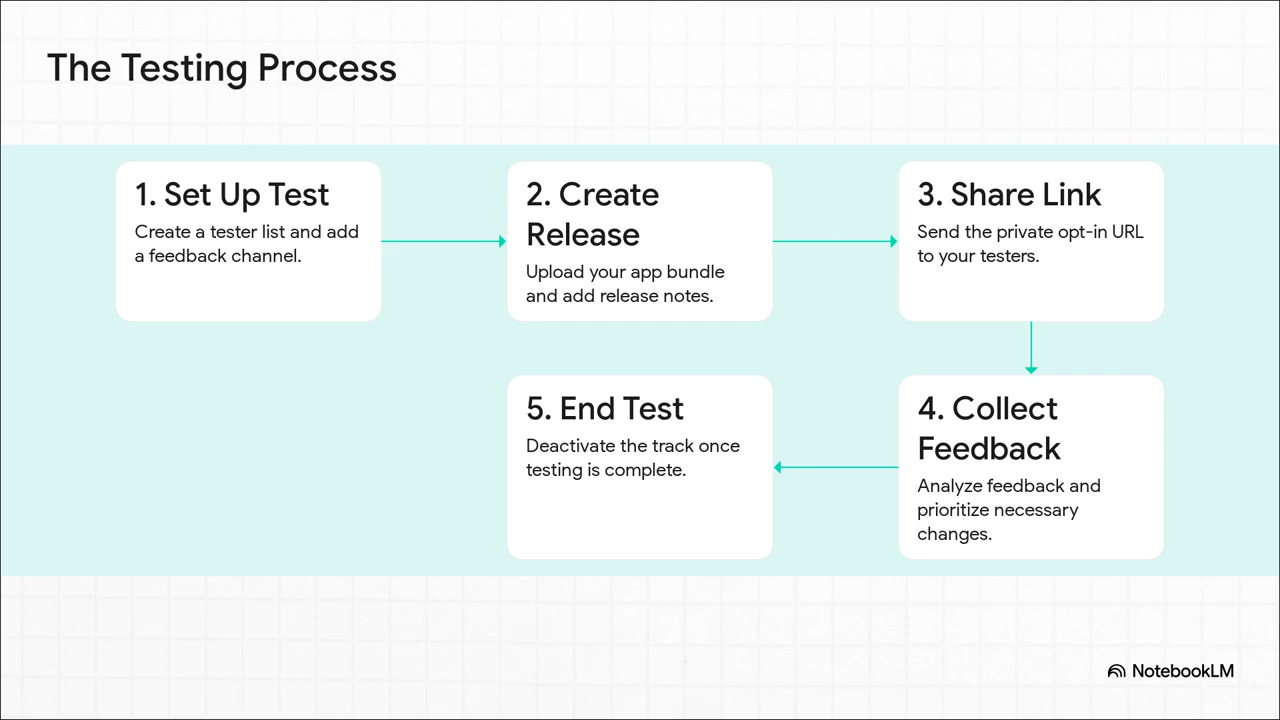 The Testing Process
1. Set Up Test
Create a tester list and add
a feedback channel.
2. Create
Release
Upload your app bundle
and add release notes.
3. Share Link
Send the private opt-in URL
to your testers.
4. Collect
Feedback
Analyze feedback and
prioritize necessary
changes.
5. End Test
Deactivate the track once
testing is complete.
NotebookLM